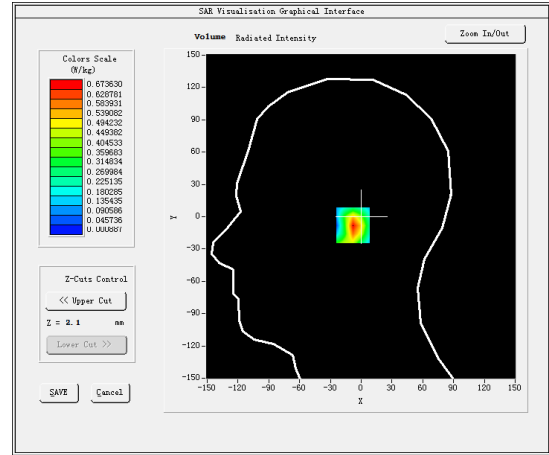 SAR Visualisation Graphical Interface
Volume Radiated Intensity
Zoom In/Out
Colors Scale
(W/kg)
0.673630
0.628781
0.583931
0.539082
0.494232
0.449382
0.404533
0.359683
0.314834
0.269984
0.225135
0.180285
0.135435
0.090586
0.045736
0.000887
Z-Cuts Control
<< Upper Cut
Z = 2.1 mm
Lower Cut >>
SAVE Cancel
150
120
90
60
30
0
-30
-60
-90
-120
-150
Y
-150 -120 -90 -60 -30 0 30 60 90 120 150
X